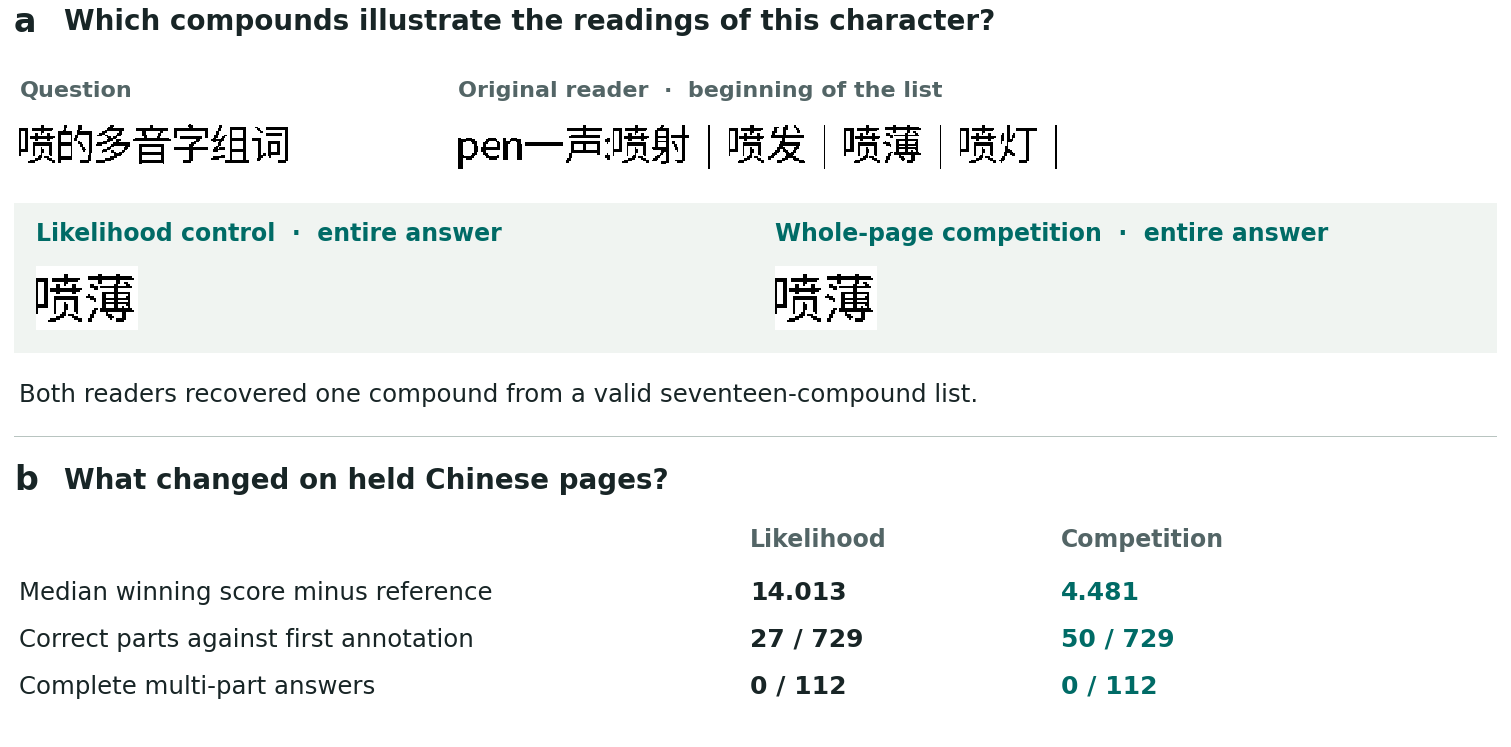 a Which compounds illustrate the readings of this character?
Question
Original reader · beginning of the list
喷的多音字组词
pen一声:喷射 | 喷发 | 喷薄 | 喷灯 |
Likelihood control · entire answer
Whole-page competition · entire answer
喷薄
喷薄
Both readers recovered one compound from a valid seventeen-compound list.
b What changed on held Chinese pages?
Likelihood Competition
Median winning score minus reference 14.013 4.481
Correct parts against first annotation 27 / 729 50 / 729
Complete multi-part answers 0 / 112 0 / 112